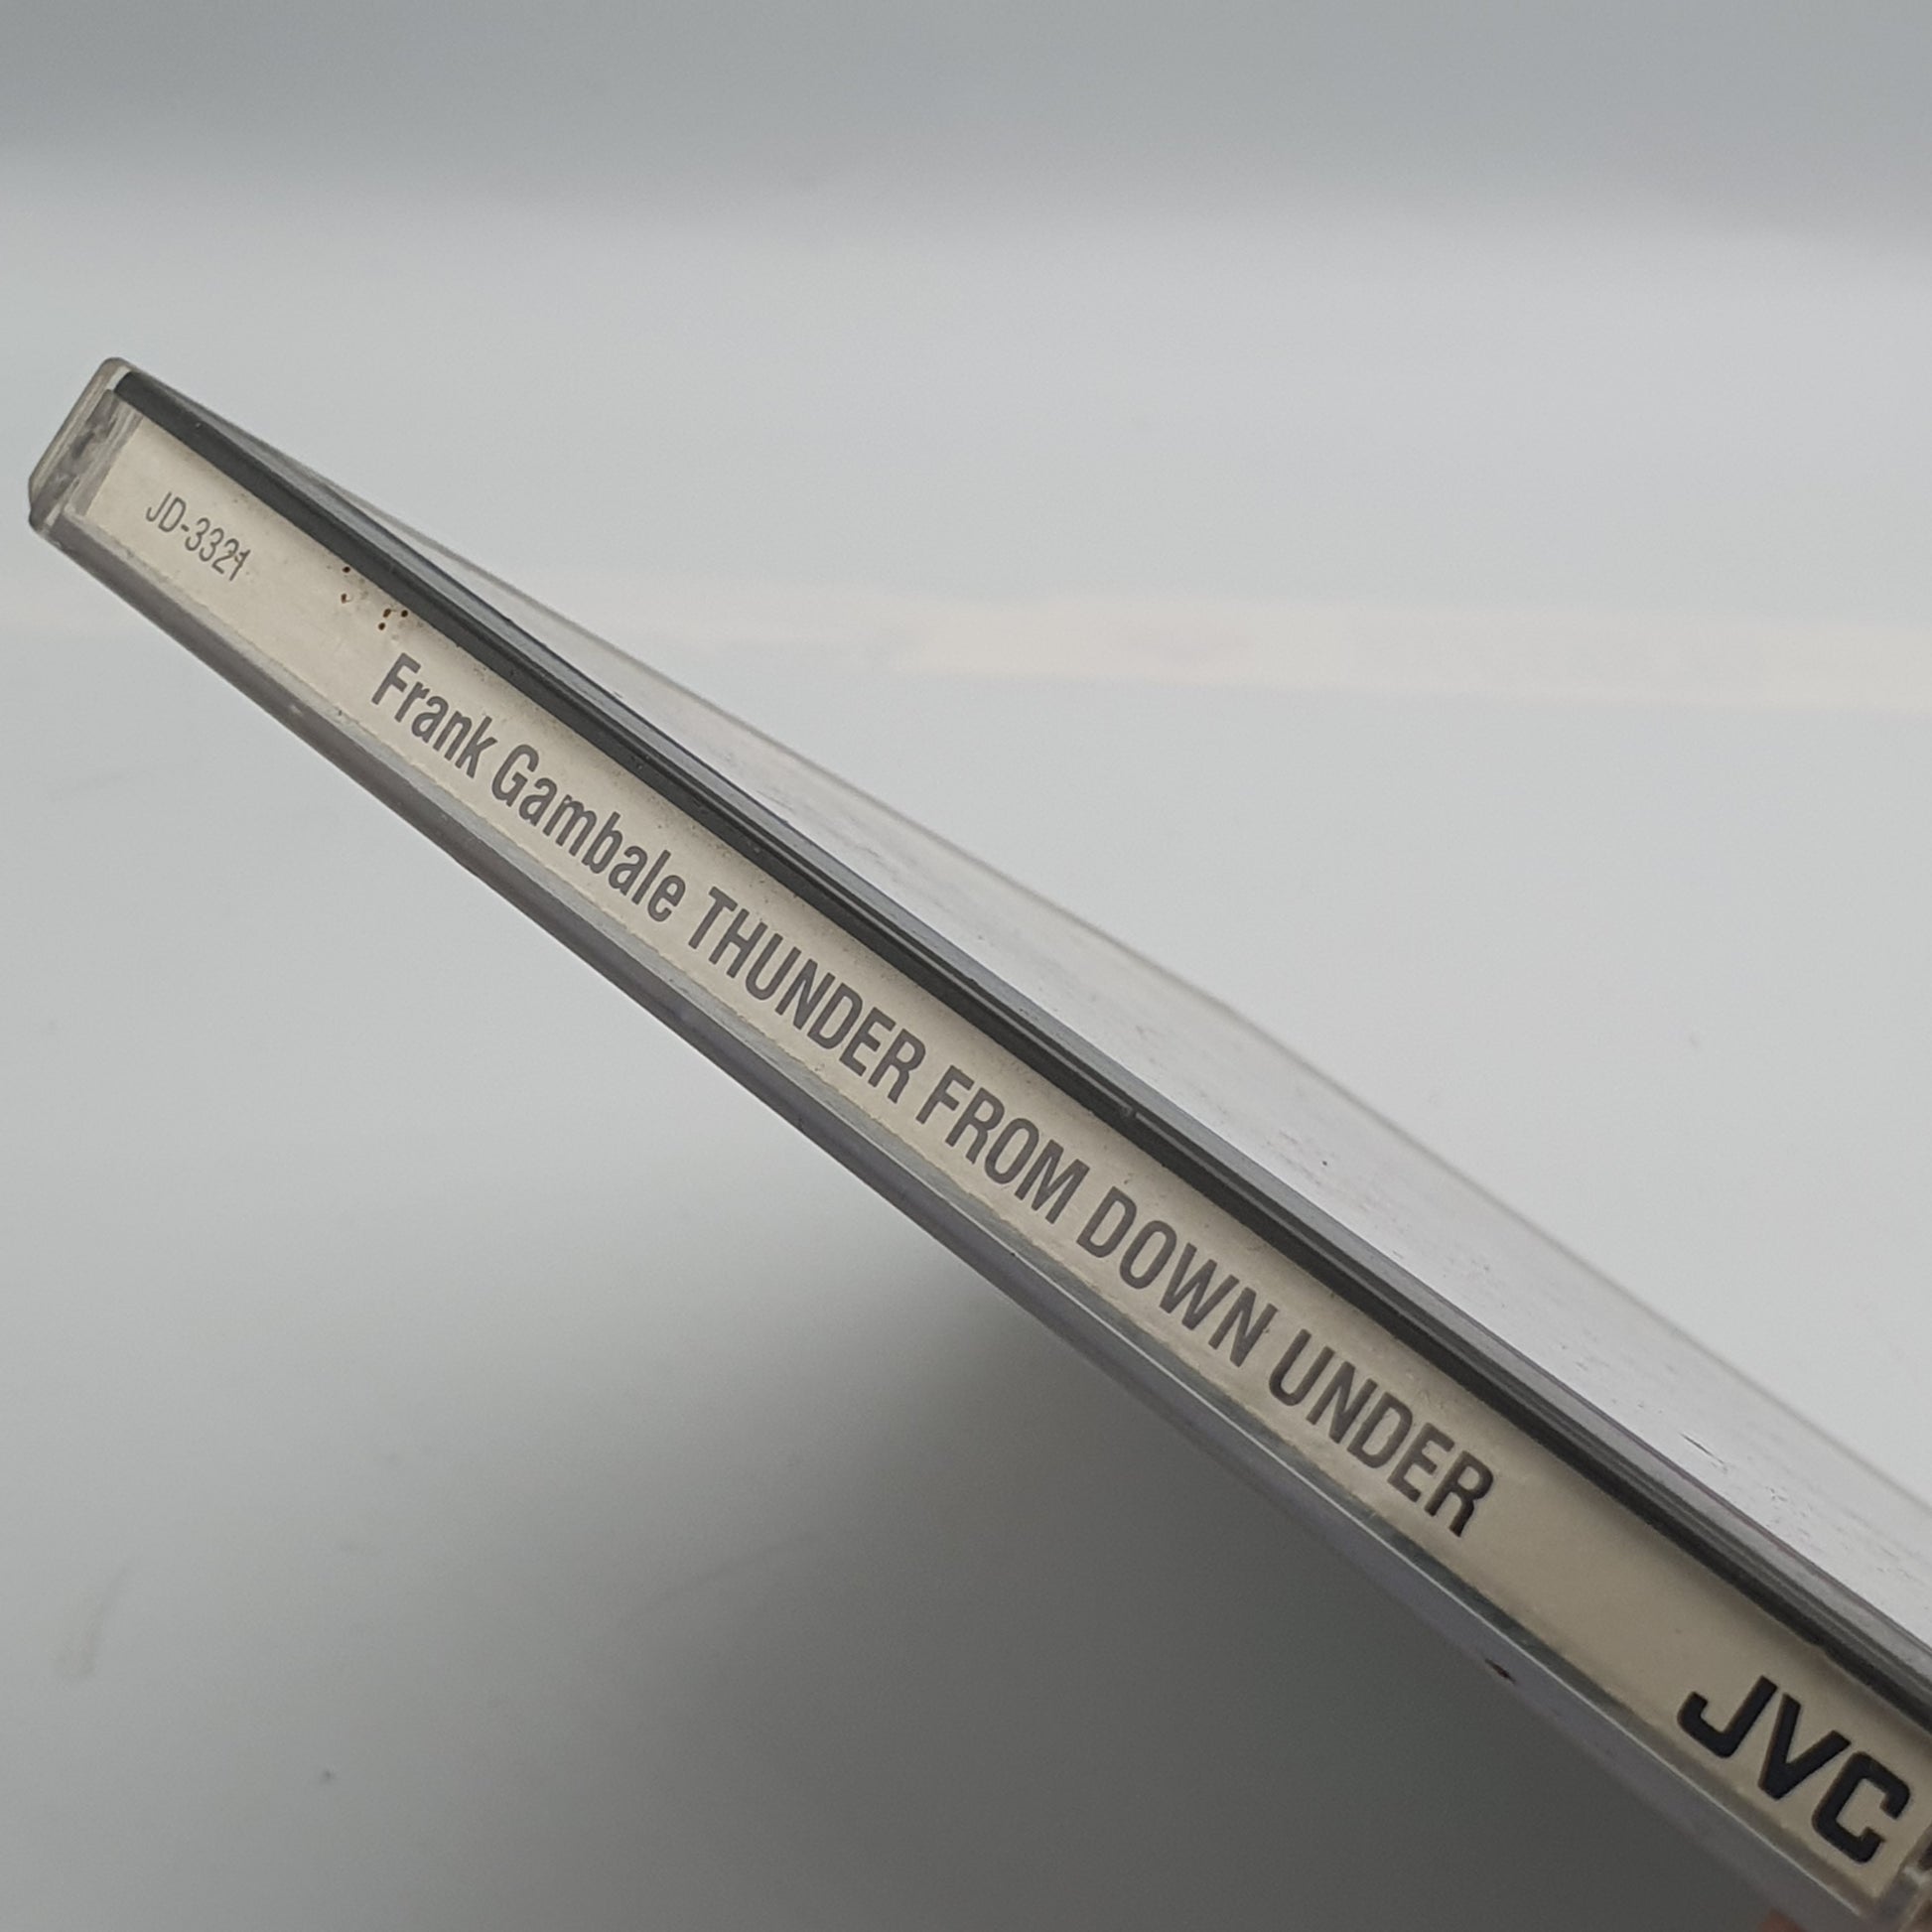 JD-3321 Frank Gambale THUNDER FROM DOWN UNDER JVC